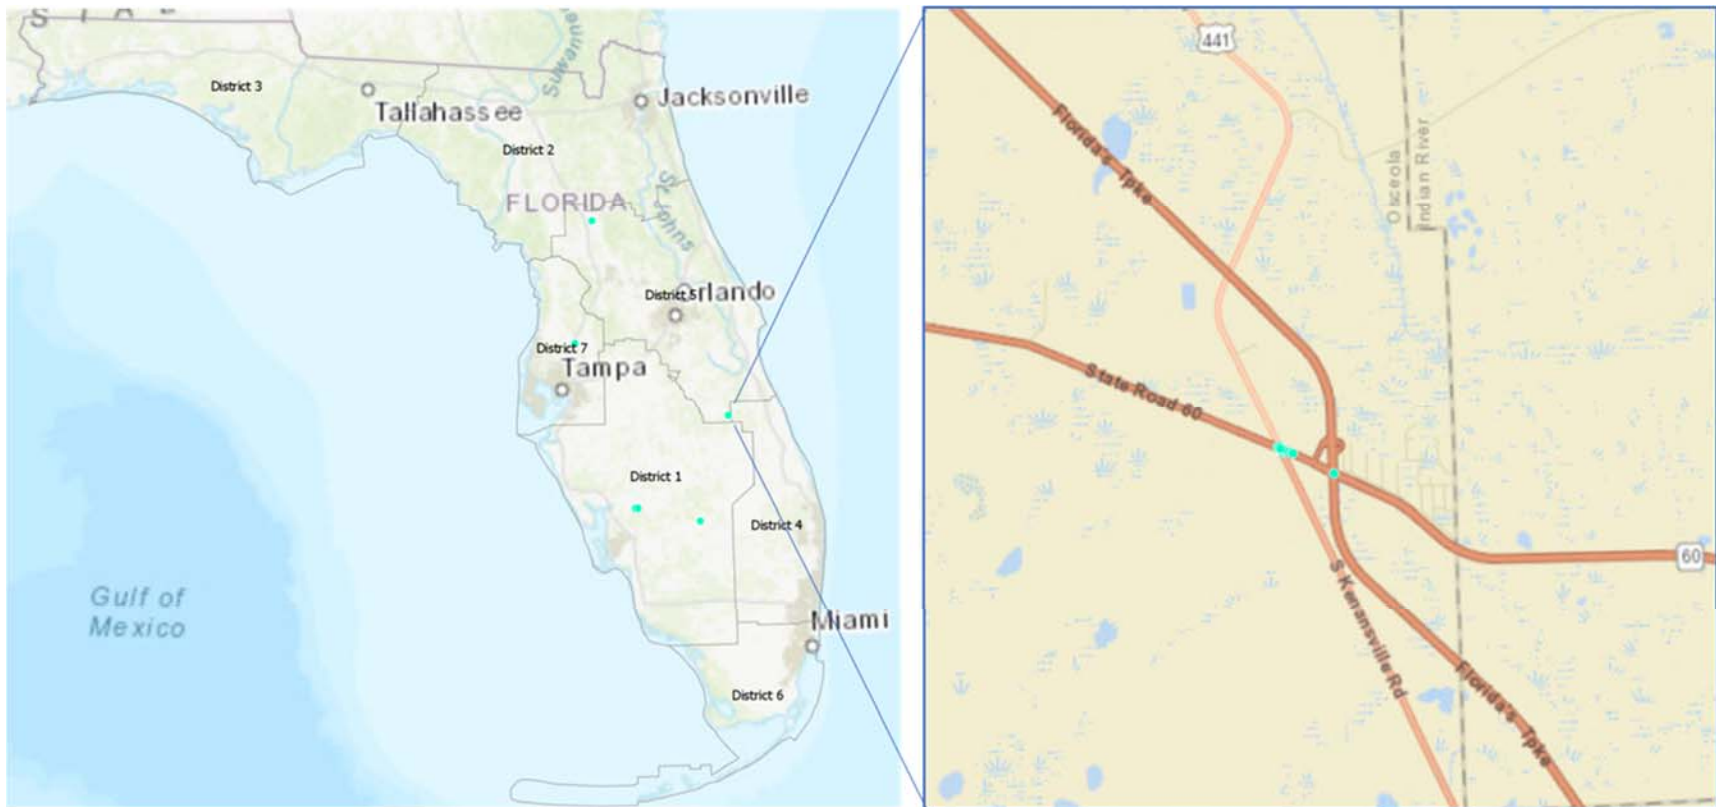 District 3
Tallahassee
Suwannee
Jacksonville
District 2
FLORIDA
St Johns
District 5
Orlando
District 7
Tampa
District 1
District 4
Gulf of
Mexico
Miami
District 6
441
Florida's Tpke
Osceola
Indian River
State Road 60
60
S Kenansville Rd
Florida's Tpke